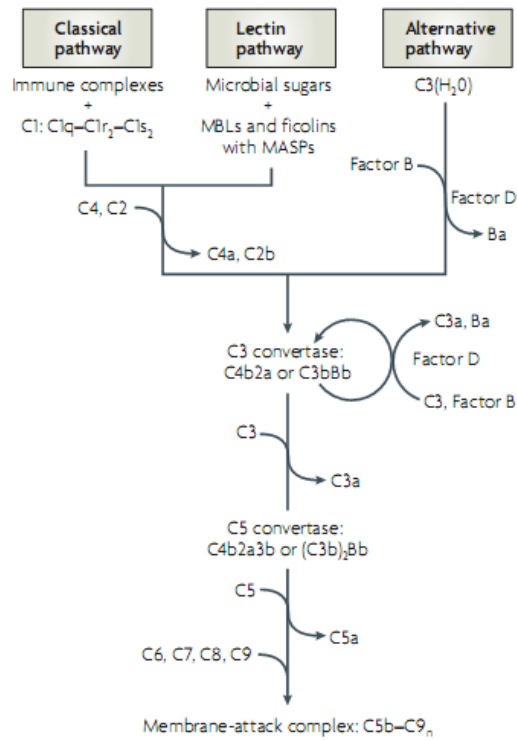 Classical
pathway
Lectin
pathway
Alternative
pathway
Immune complexes
+
C1: C1q–C1r₂–C1s₂
Microbial sugars
+
MBLs and ficolins
with MASPs
C3(H₂0)
Factor B
Factor D
Ba
C4, C2
C4a, C2b
C3 convertase:
C4b2a or C3bBb
C3a, Ba
Factor D
C3, Factor B
C3
C3a
C5 convertase:
C4b2a3b or (C3b)₂Bb
C5
C5a
C6, C7, C8, C9
Membrane-attack complex: C5b–C9ₙ